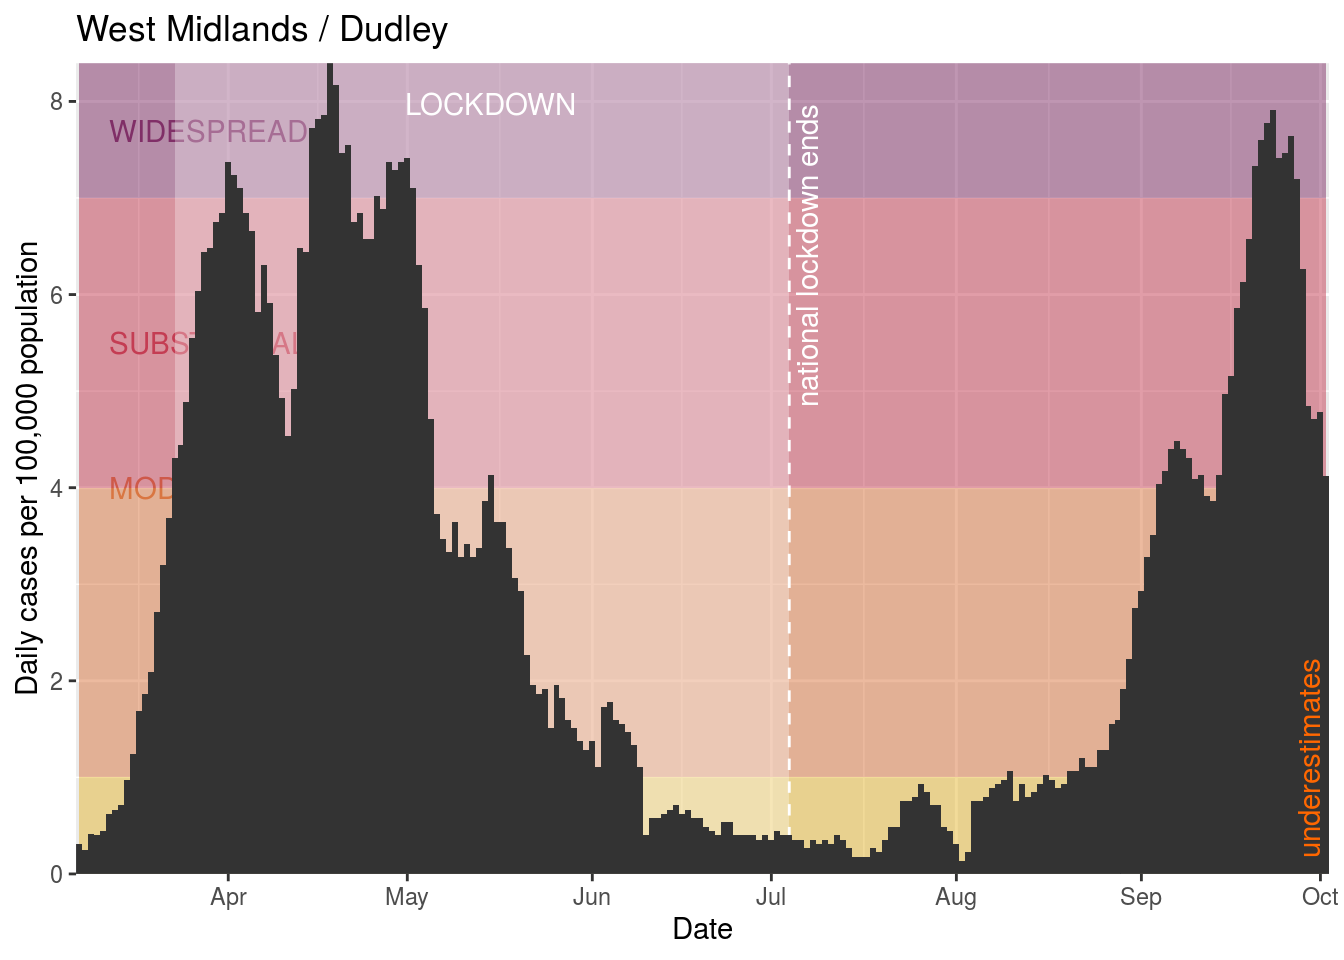 West Midlands / Dudley
8
6
4
2
0
Daily cases per 100,000 population
WIDESPREAD
LOCKDOWN
national lockdown ends
underestimates
Apr
May
Jun
Jul
Aug
Sep
Oct
Date